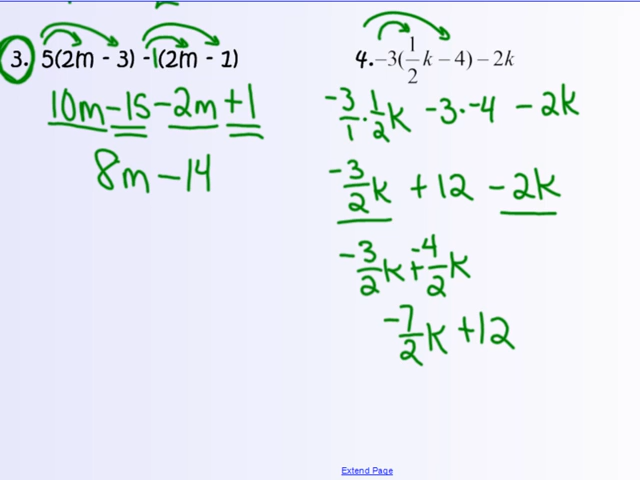 3. 5(2m - 3) -1(2m - 1)
10m -15 -2m +1
8m -14
4. -3(1/2 k - 4) - 2k
-3/1 · 1/2 k -3·-4 -2k
-3/2 k +12 -2k
-3/2 k + -4/2 k
-7/2 k +12
Extend Page